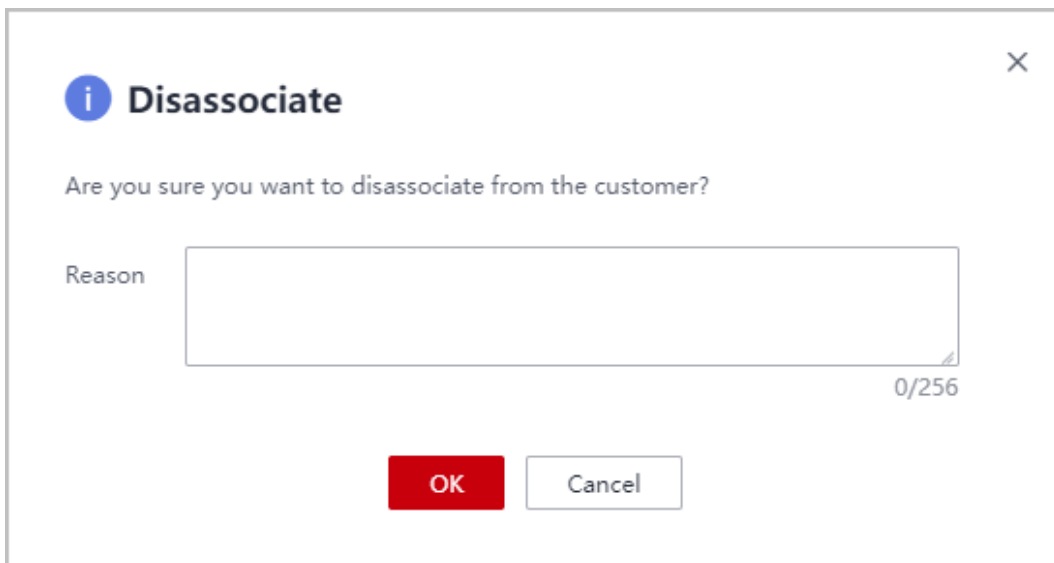 Disassociate
Are you sure you want to disassociate from the customer?
Reason
0/256
OK Cancel